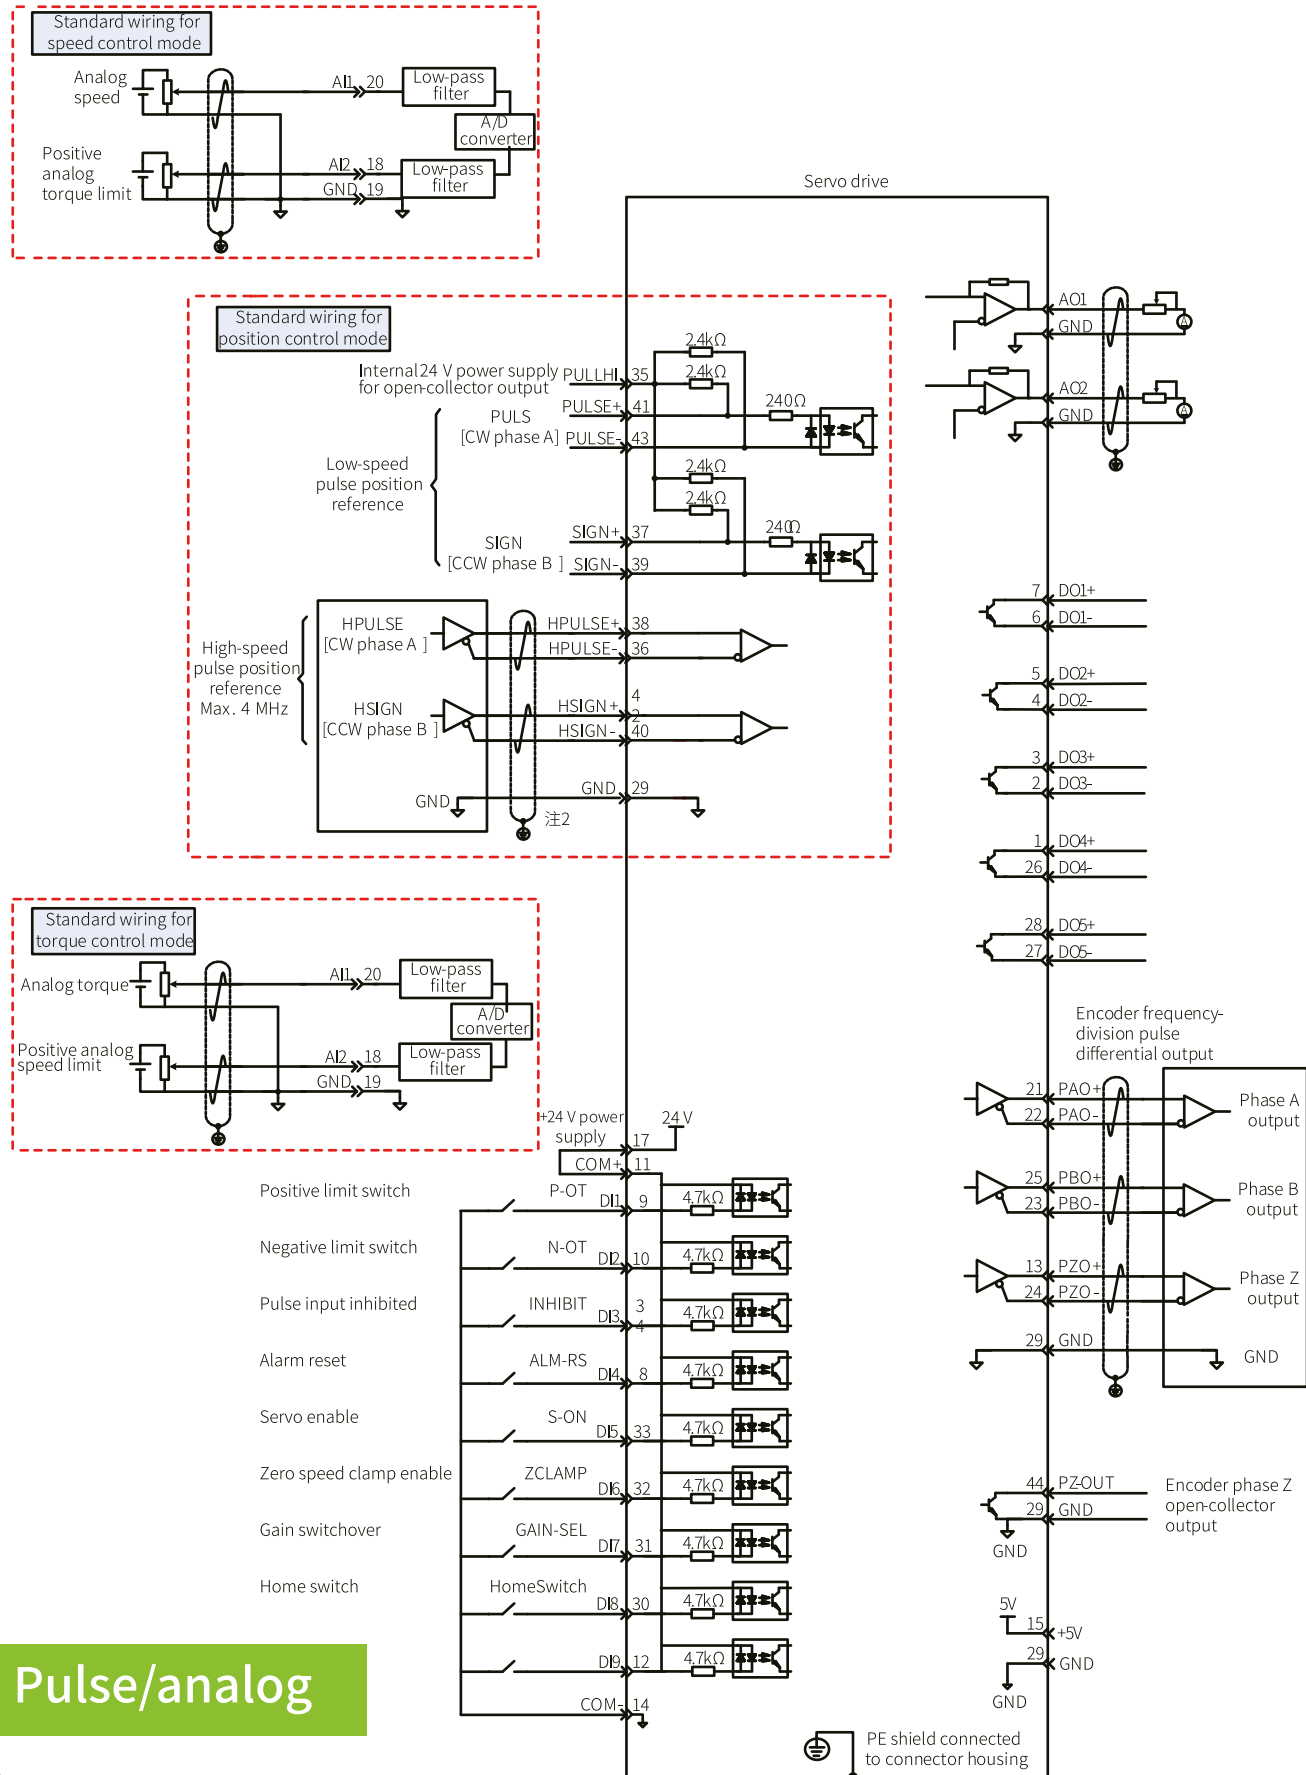 Standard wiring for
speed control mode
Analog
speed
AI1 20
Low-pass
filter
A/D
converter
Positive
analog
torque limit
AI2 18
GND 19
Low-pass
filter
Servo drive
Standard wiring for
position control mode
Internal 24 V power supply
for open-collector output
PULLHI 35
2.4kΩ
2.4kΩ
PULSE+ 41
240Ω
PULS
[CW phase A]
PULSE- 43
Low-speed
pulse position
reference
2.4kΩ
2.4kΩ
SIGN+ 37
240Ω
SIGN
[CCW phase B ]
SIGN- 39
High-speed
pulse position
reference
Max. 4 MHz
HPULSE
[CW phase A ]
HPULSE+ 38
HPULSE- 36
HSIGN
[CCW phase B ]
HSIGN+ 4
2
HSIGN- 40
GND
GND 29
注2
AO1
GND
A
AO2
GND
A
7 DO1+
6 DO1-
5 DO2+
4 DO2-
3 DO3+
2 DO3-
1 DO4+
26 DO4-
28 DO5+
27 DO5-
Standard wiring for
torque control mode
Analog torque
AI1 20
Low-pass
filter
A/D
converter
Positive analog
speed limit
AI2 18
GND 19
Low-pass
filter
Encoder frequency-
division pulse
differential output
21 PAO+
22 PAO-
Phase A
output
25 PBO+
23 PBO-
Phase B
output
13 PZO+
24 PZO-
Phase Z
output
29 GND
GND
+24 V power
supply
17
24 V
COM+ 11
Positive limit switch
P-OT
DI1 9
4.7kΩ
Negative limit switch
N-OT
DI2 10
4.7kΩ
Pulse input inhibited
INHIBIT
DI3 3
4
4.7kΩ
Alarm reset
ALM-RS
DI4 8
4.7kΩ
Servo enable
S-ON
DI5 33
4.7kΩ
Zero speed clamp enable
ZCLAMP
DI6 32
4.7kΩ
Gain switchover
GAIN-SEL
DI7 31
4.7kΩ
Home switch
HomeSwitch
DI8 30
4.7kΩ
DI9 12
4.7kΩ
COM- 14
44 PZ-OUT
29 GND
GND
Encoder phase Z
open-collector
output
5V
15 +5V
29 GND
GND
Pulse/analog
PE shield connected
to connector housing